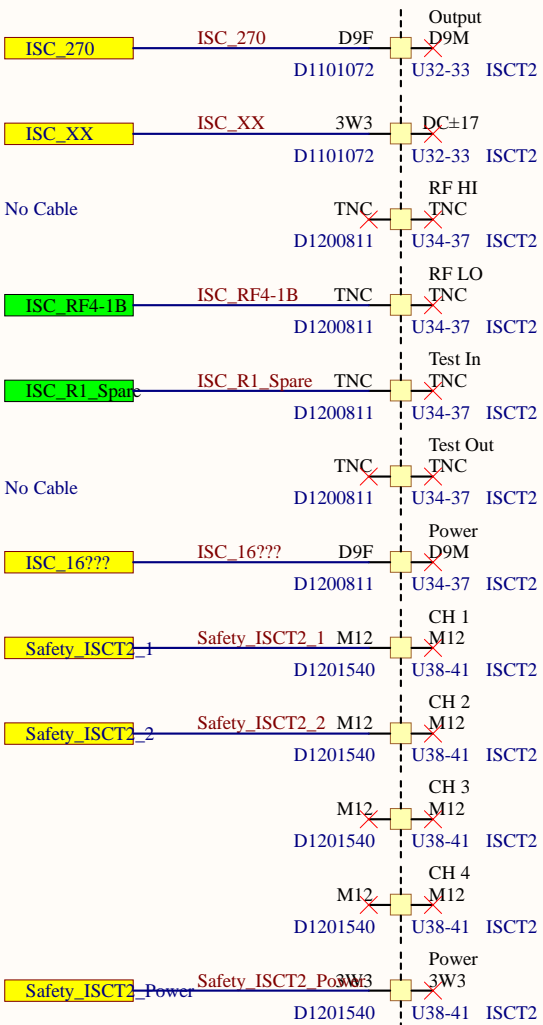 Output
ISC_270 ISC_270 D9F D9M
D1101072 U32-33 ISCT2
ISC_XX ISC_XX 3W3 DC±17
D1101072 U32-33 ISCT2
RF HI
No Cable TNC TNC
D1200811 U34-37 ISCT2
RF LO
ISC_RF4-1B ISC_RF4-1B TNC TNC
D1200811 U34-37 ISCT2
Test In
ISC_R1_Spare ISC_R1_Spare TNC TNC
D1200811 U34-37 ISCT2
Test Out
No Cable TNC TNC
D1200811 U34-37 ISCT2
Power
ISC_16??? ISC_16??? D9F D9M
D1200811 U34-37 ISCT2
CH 1
Safety_ISCT2_1 Safety_ISCT2_1 M12 M12
D1201540 U38-41 ISCT2
CH 2
Safety_ISCT2_2 Safety_ISCT2_2 M12 M12
D1201540 U38-41 ISCT2
CH 3
M12 M12
D1201540 U38-41 ISCT2
CH 4
M12 M12
D1201540 U38-41 ISCT2
Power
Safety_ISCT2_Power Safety_ISCT2_Power 3W3 3W3
D1201540 U38-41 ISCT2